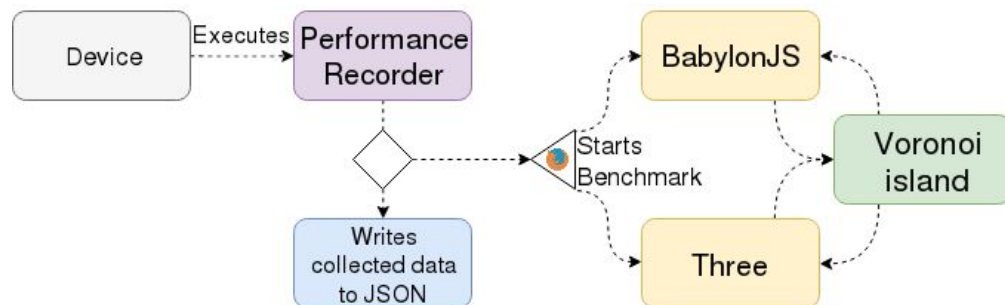 Device
Executes
Performance
Recorder
BabylonJS
Starts
Benchmark
Voronoi
island
Writes
collected data
to JSON
Three